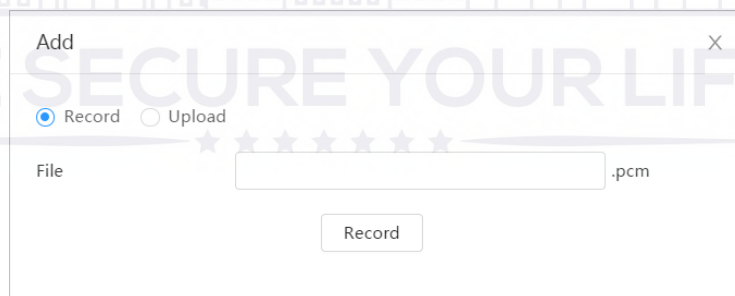 Add
E SECURE YOUR LIF
Record Upload
File .pcm
Record